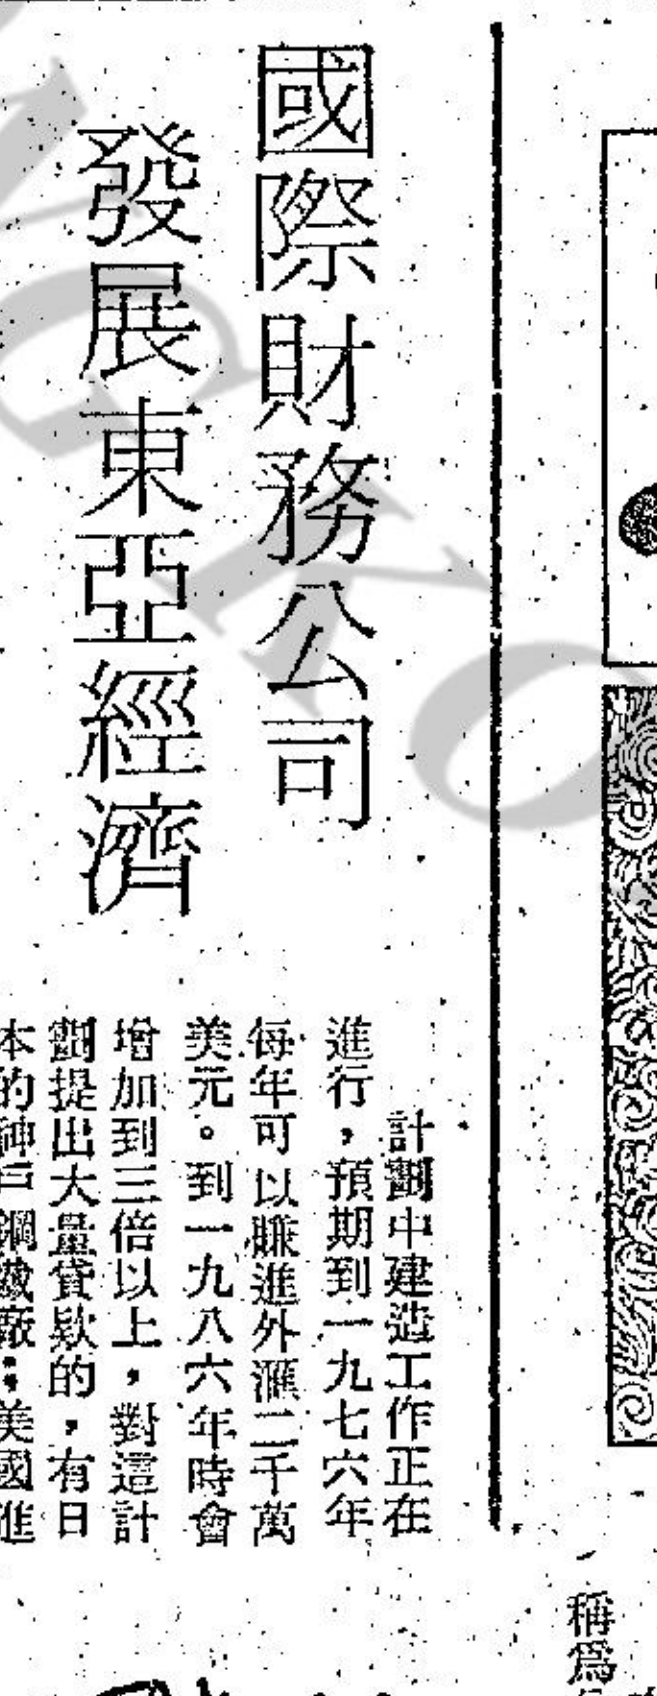 國際財務公司
發展東亞經濟
計劃中建造工作正在
進行，預期到一九七六年
每年可以賺進外滙二千萬
美元。到一九八六年時會
增加到三倍以上，對這計
劃提出大量貸欵的，有日
本的神戶鋼鐵廠；美國進
稱爲